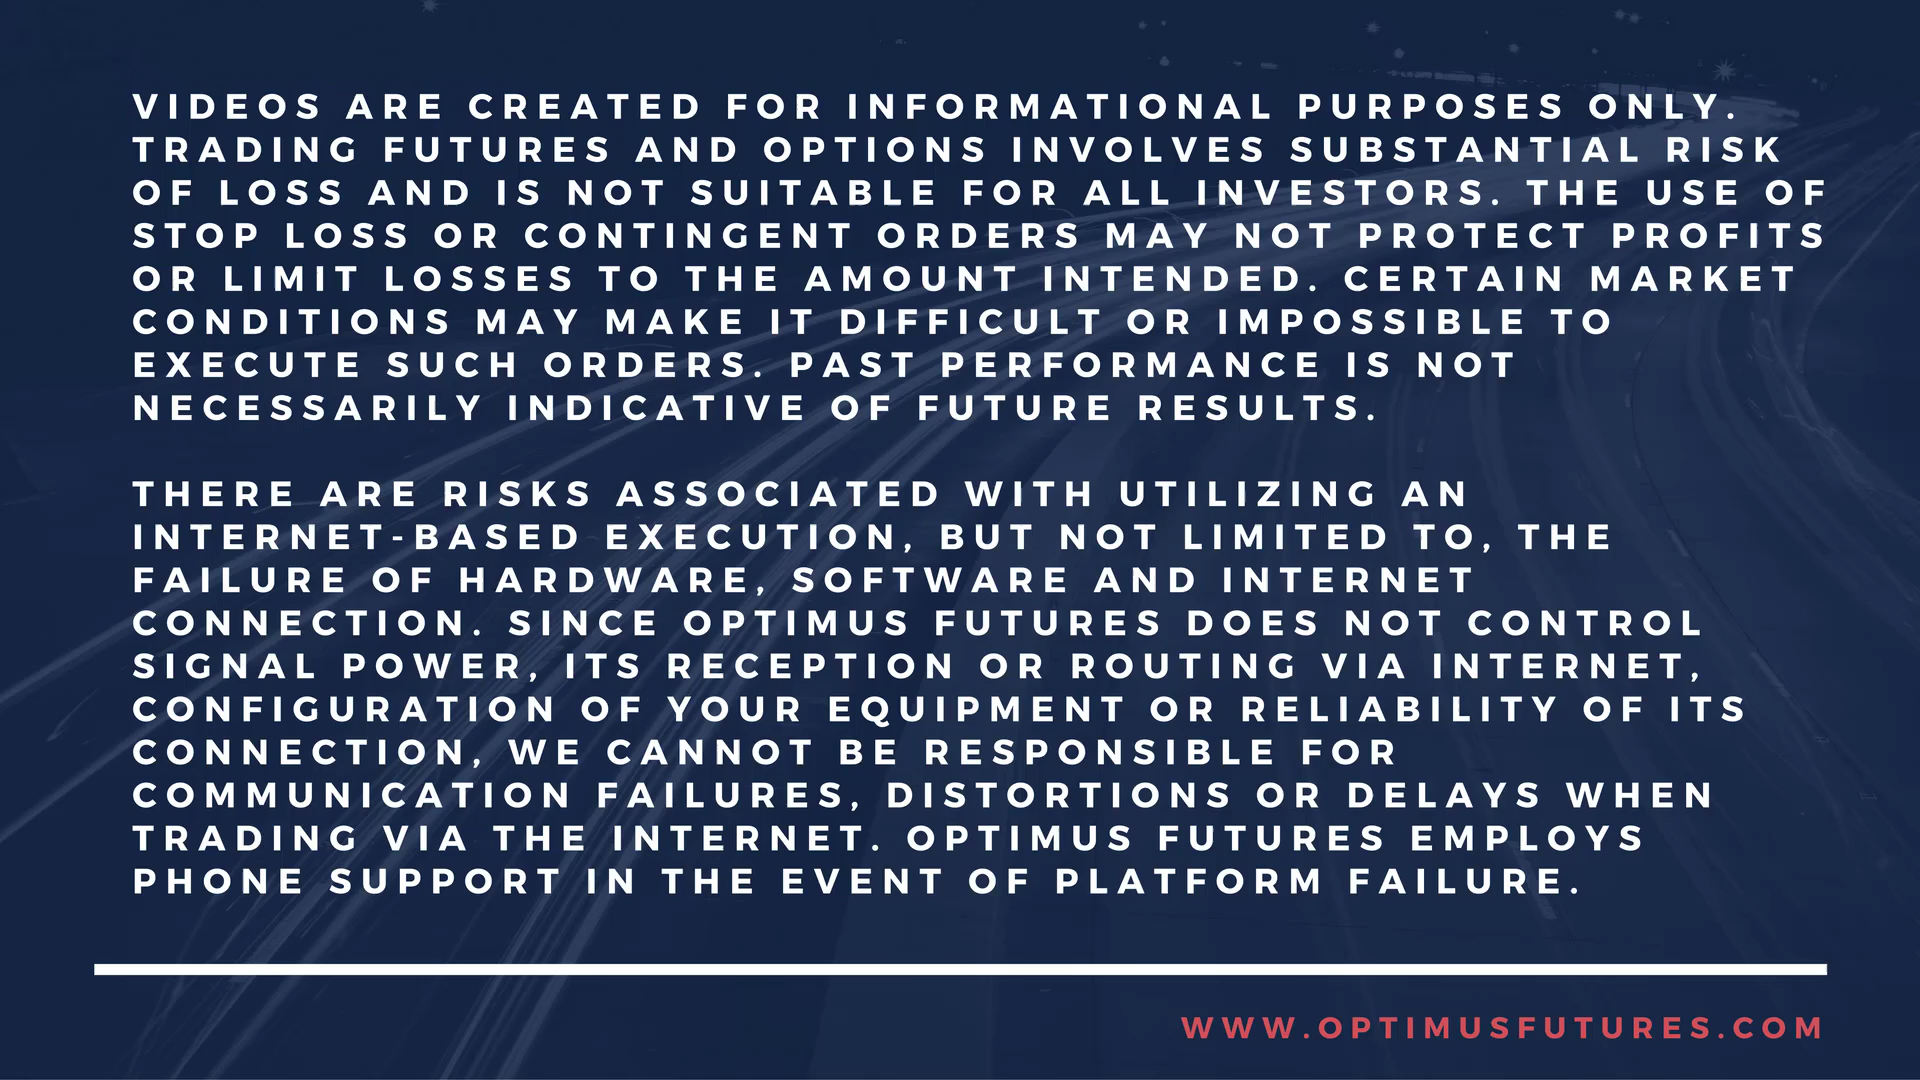 VIDEOS ARE CREATED FOR INFORMATIONAL PURPOSES ONLY.
TRADING FUTURES AND OPTIONS INVOLVES SUBSTANTIAL RISK
OF LOSS AND IS NOT SUITABLE FOR ALL INVESTORS. THE USE OF
STOP LOSS OR CONTINGENT ORDERS MAY NOT PROTECT PROFITS
OR LIMIT LOSSES TO THE AMOUNT INTENDED. CERTAIN MARKET
CONDITIONS MAY MAKE IT DIFFICULT OR IMPOSSIBLE TO
EXECUTE SUCH ORDERS. PAST PERFORMANCE IS NOT
NECESSARILY INDICATIVE OF FUTURE RESULTS.
THERE ARE RISKS ASSOCIATED WITH UTILIZING AN
INTERNET-BASED EXECUTION, BUT NOT LIMITED TO, THE
FAILURE OF HARDWARE, SOFTWARE AND INTERNET
CONNECTION. SINCE OPTIMUS FUTURES DOES NOT CONTROL
SIGNAL POWER, ITS RECEPTION OR ROUTING VIA INTERNET,
CONFIGURATION OF YOUR EQUIPMENT OR RELIABILITY OF ITS
CONNECTION, WE CANNOT BE RESPONSIBLE FOR
COMMUNICATION FAILURES, DISTORTIONS OR DELAYS WHEN
TRADING VIA THE INTERNET. OPTIMUS FUTURES EMPLOYS
PHONE SUPPORT IN THE EVENT OF PLATFORM FAILURE.
WWW.OPTIMUSFUTURES.COM